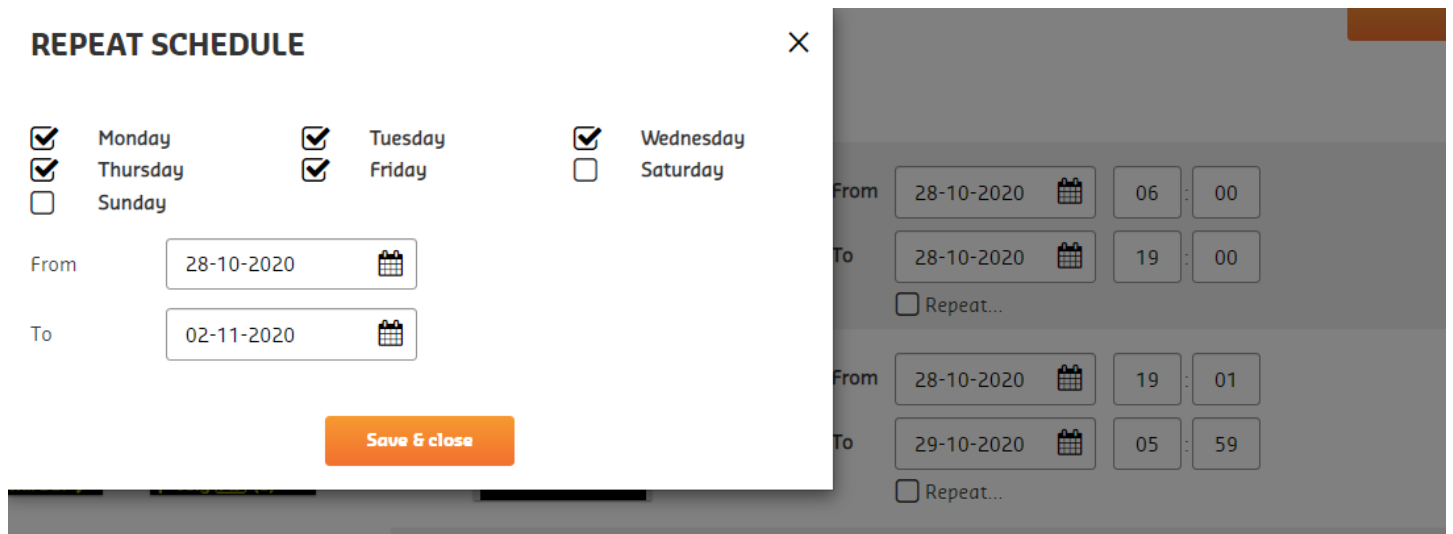 REPEAT SCHEDULE
Monday Tuesday Wednesday
Thursday Friday Saturday
Sunday
From 28-10-2020
To 02-11-2020
Save & close
From 28-10-2020 06 : 00
To 28-10-2020 19 : 00
Repeat...
From 28-10-2020 19 : 01
To 29-10-2020 05 : 59
Repeat...